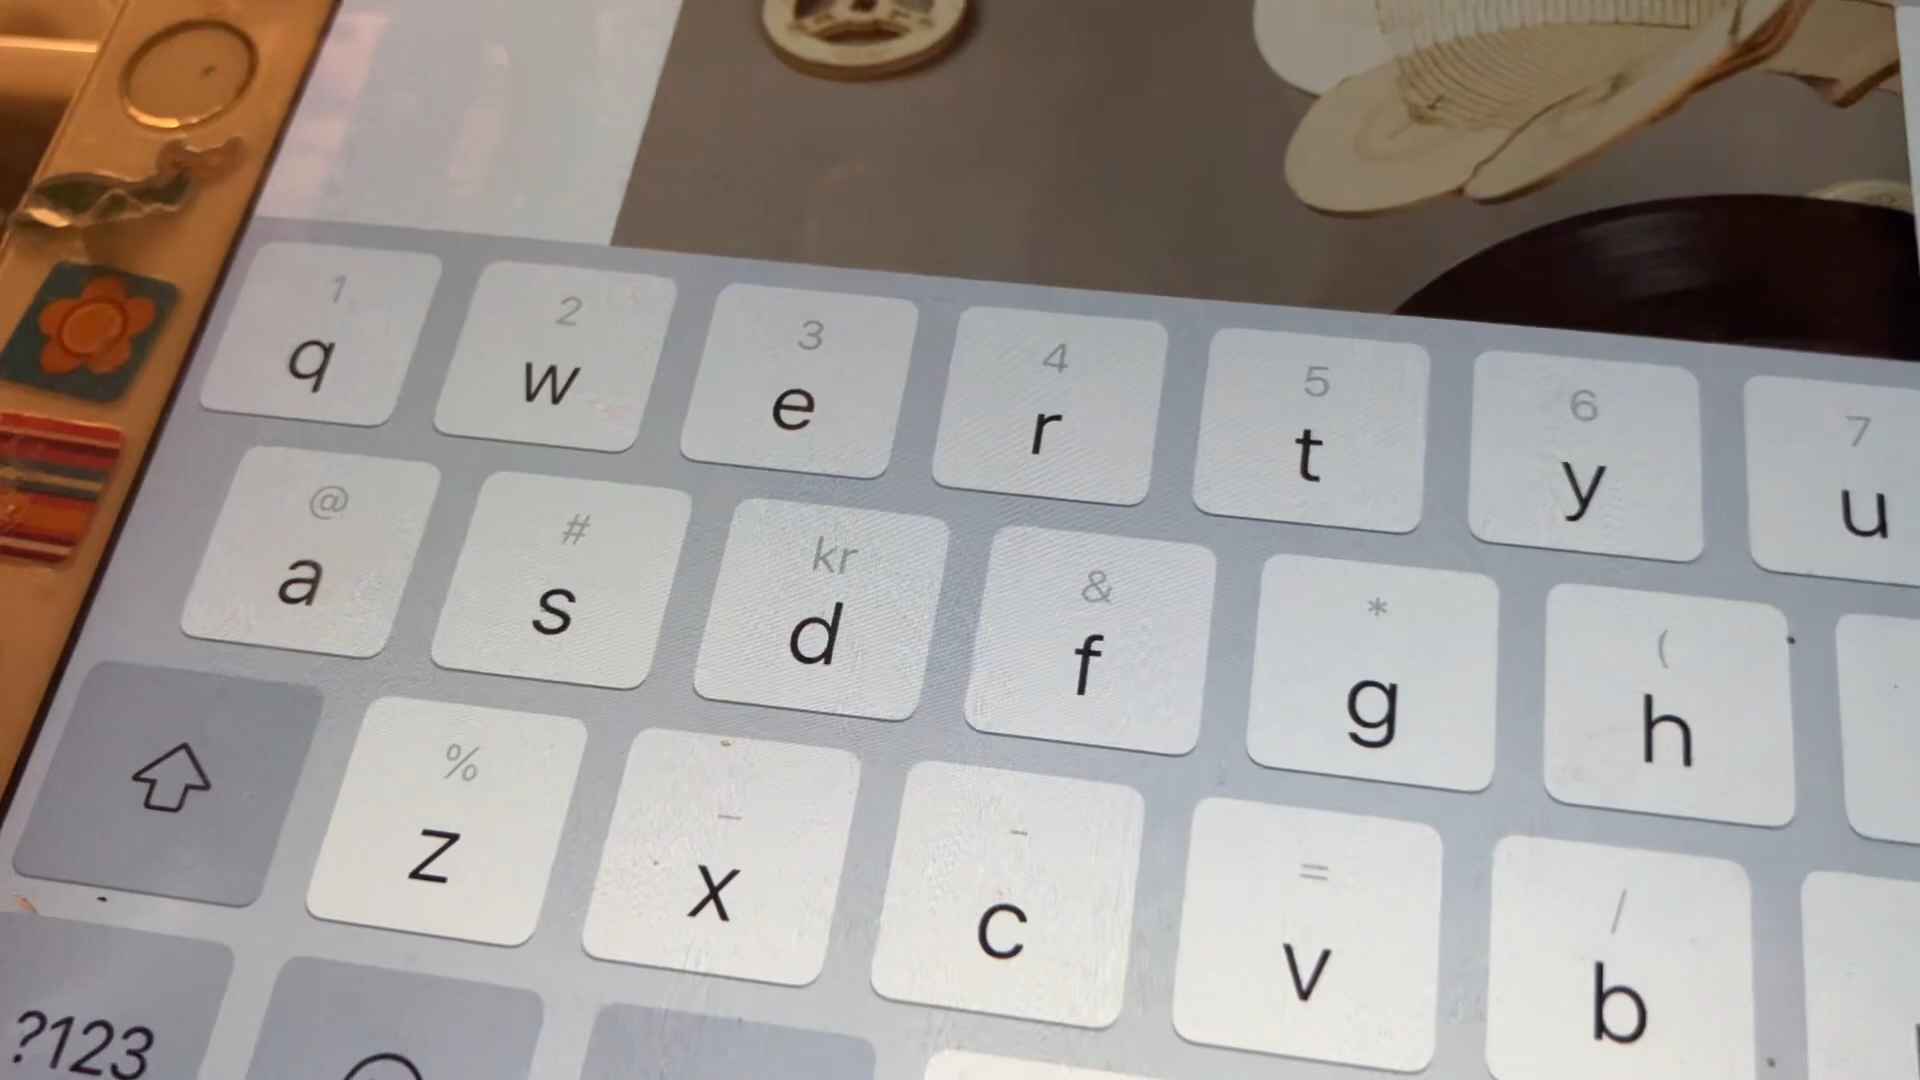 1 2 3 4 5 6 7
q w e r t y u
@ # kr & * (
a s d f g h
% _ - = /
z x c v b
?123